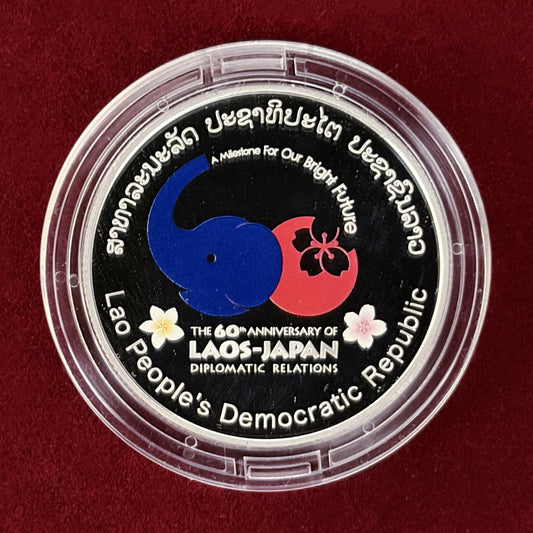 ສາທາລະນະລັດ ປະຊາທິປະໄຕ ປະຊາຊົນລາວ
A Milestone For Our Bright Future
THE 60th ANNIVERSARY OF
LAOS-JAPAN
DIPLOMATIC RELATIONS
Lao People's Democratic Republic